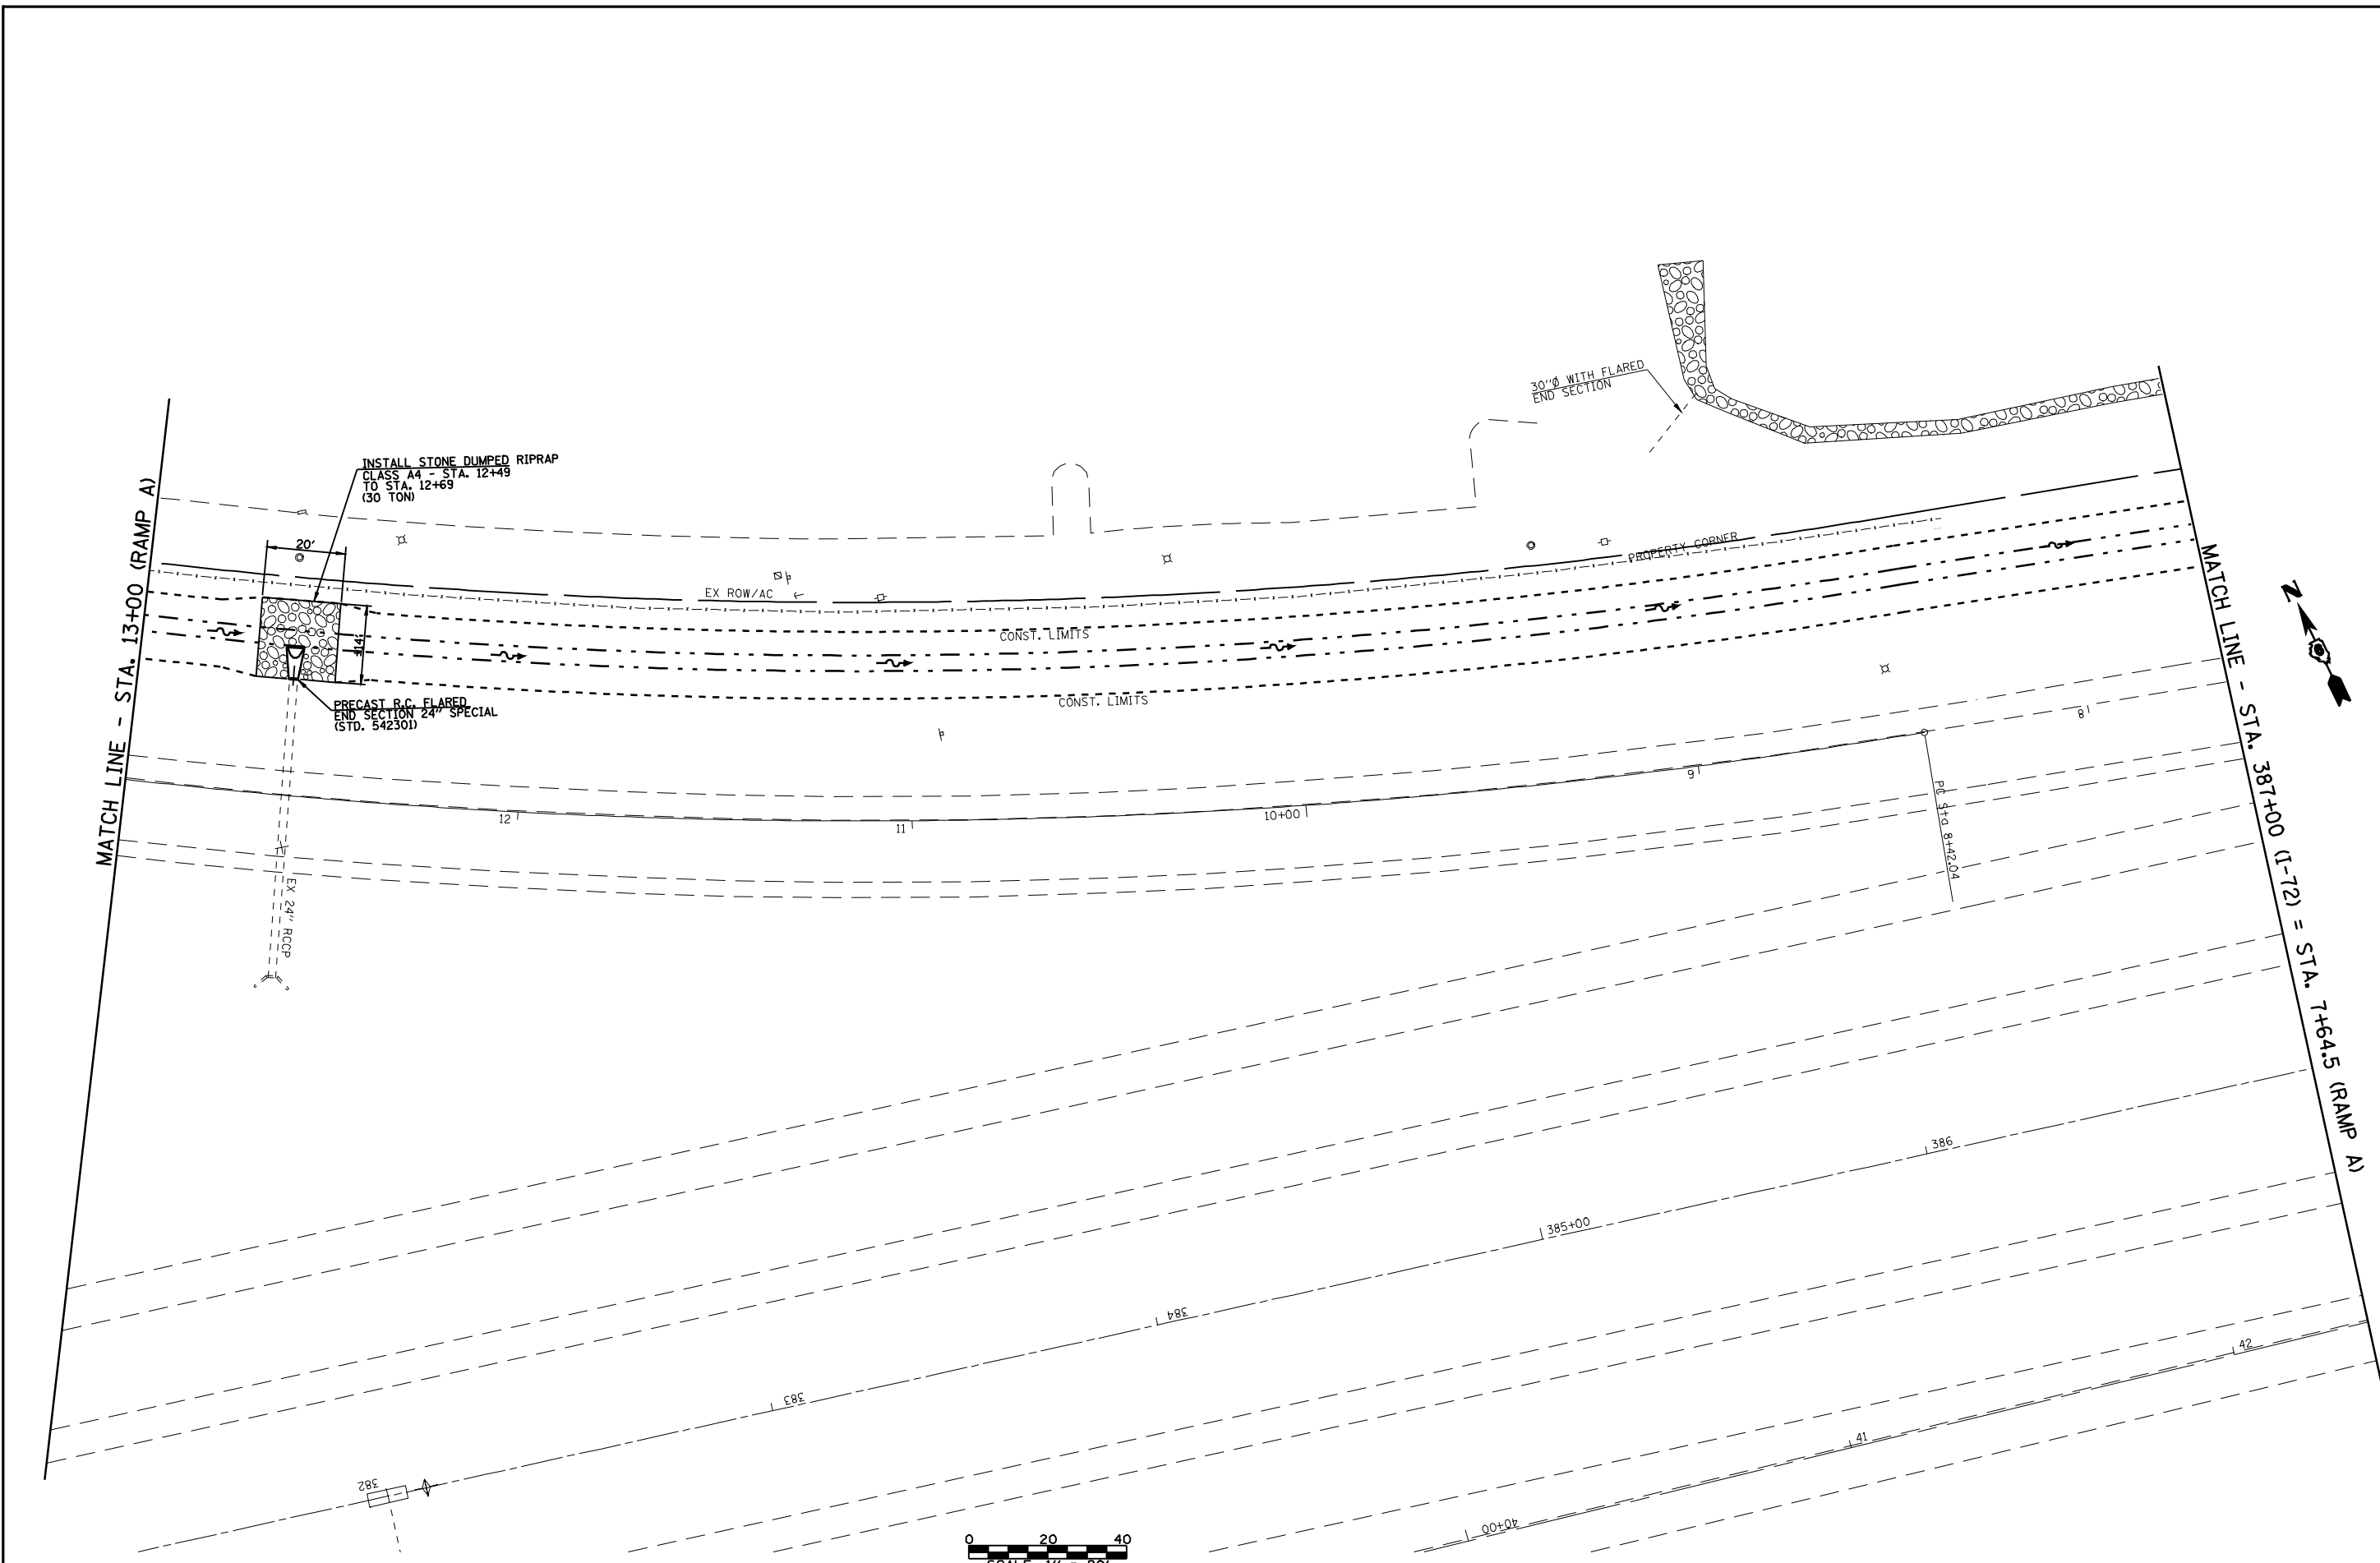 30"Ø WITH FLARED
END SECTION
INSTALL STONE DUMPED RIPRAP
CLASS A4 - STA. 12+49
TO STA. 12+69
(30 TON)
MATCH LINE - STA. 13+00 (RAMP A)
20'
PROPERTY CORNER
EX ROW/AC
CONST. LIMITS
CONST. LIMITS
PRECAST R.C. FLARED
END SECTION 24" SPECIAL
(STD. 542301)
MATCH LINE - STA. 387+00 (I-72) = STA. 7+64.5 (RAMP A)
N
8
9
10+00
11
12
PC Sta 8+42.04
EX 24" RCCP
386
385+00
384
383
382
42
41
40+00
0 20 40